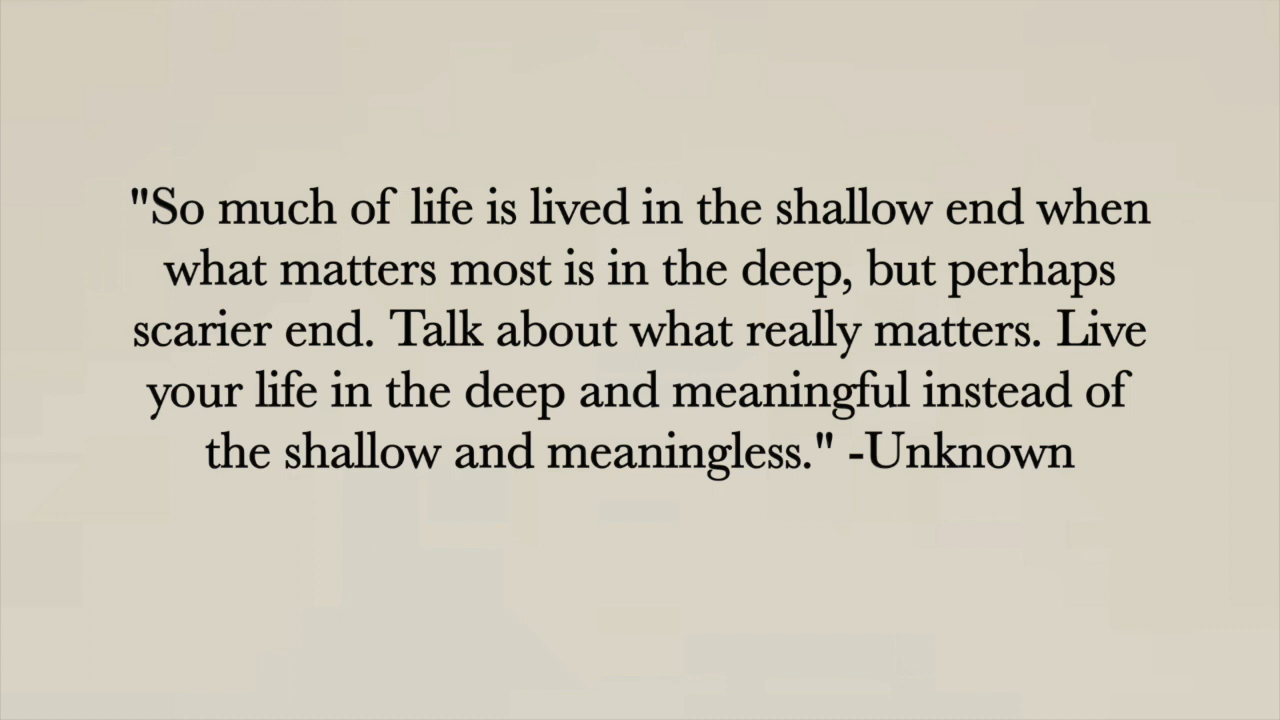 "So much of life is lived in the shallow end when
what matters most is in the deep, but perhaps
scarier end. Talk about what really matters. Live
your life in the deep and meaningful instead of
the shallow and meaningless." -Unknown